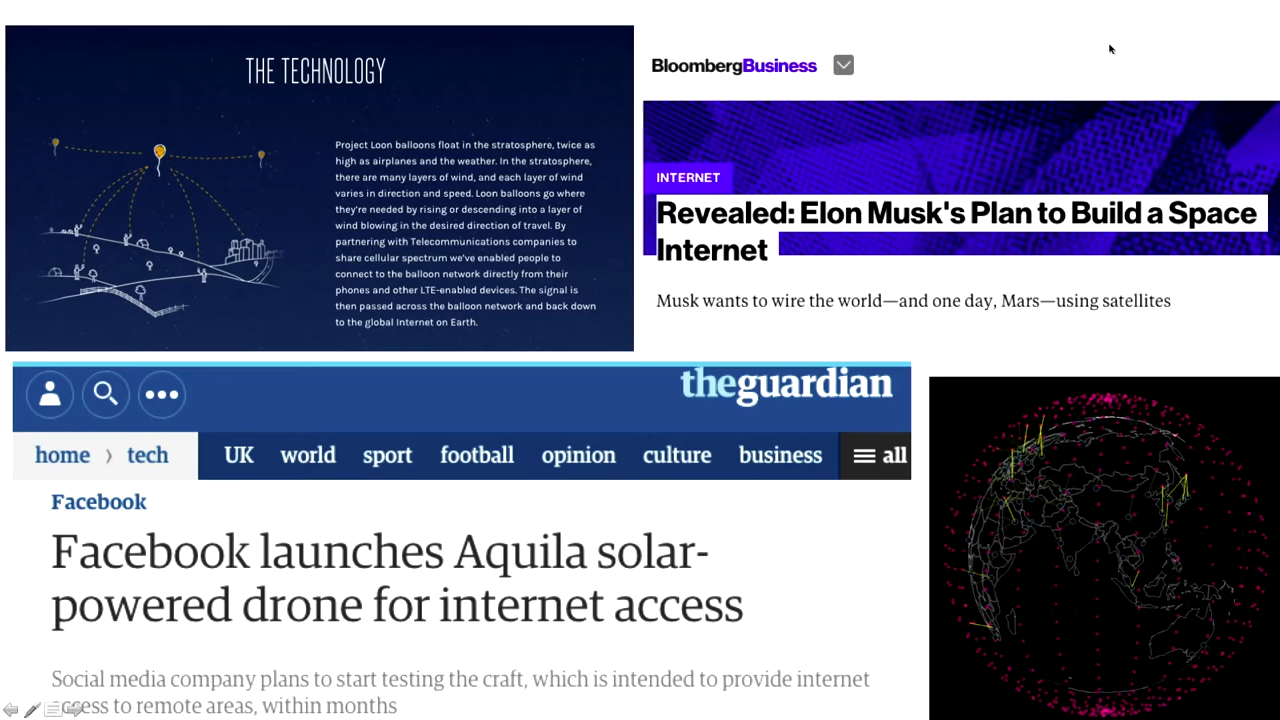 THE TECHNOLOGY
Project Loon balloons float in the stratosphere, twice as
high as airplanes and the weather. In the stratosphere,
there are many layers of wind, and each layer of wind
varies in direction and speed. Loon balloons go where
they're needed by rising or descending into a layer of
wind blowing in the desired direction of travel. By
partnering with Telecommunications companies to
share cellular spectrum we've enabled people to
connect to the balloon network directly from their
phones and other LTE-enabled devices. The signal is
then passed across the balloon network and back down
to the global Internet on Earth.
BloombergBusiness
INTERNET
Revealed: Elon Musk's Plan to Build a Space
Internet
Musk wants to wire the world—and one day, Mars—using satellites
theguardian
home › tech UK world sport football opinion culture business all
Facebook
Facebook launches Aquila solar-
powered drone for internet access
Social media company plans to start testing the craft, which is intended to provide internet
access to remote areas, within months